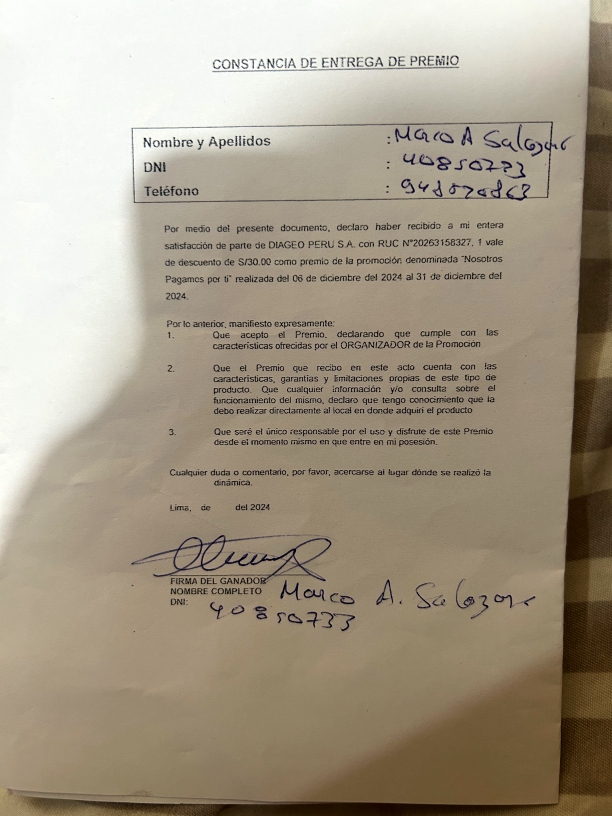 CONSTANCIA DE ENTREGA DE PREMIO
Nombre y Apellidos : Marco A Salazar
DNI : 40850733
Teléfono : 948520863
Por medio del presente documento, declaro haber recibido a mi entera
satisfacción de parte de DIAGEO PERU S.A. con RUC N°20263158327, 1 vale
de descuento de S/30.00 como premio de la promoción denominada "Nosotros
Pagamos por ti" realizada del 06 de diciembre del 2024 al 31 de diciembre del
2024.
Por lo anterior, manifiesto expresamente:
1. Que acepto el Premio, declarando que cumple con las
características ofrecidas por el ORGANIZADOR de la Promoción
2. Que el Premio que recibo en este acto cuenta con las
características, garantías y limitaciones propias de este tipo de
producto. Que cualquier información y/o consulta sobre el
funcionamiento del mismo, declaro que tengo conocimiento que la
debo realizar directamente al local en donde adquirí el producto
3. Que seré el único responsable por el uso y disfrute de este Premio
desde el momento mismo en que entre en mi posesión.
Cualquier duda o comentario, por favor, acercarse al lugar dónde se realizó la
dinámica.
Lima, de del 2024
FIRMA DEL GANADOR
NOMBRE COMPLETO Marco A. Salazar
DNI: 40850733